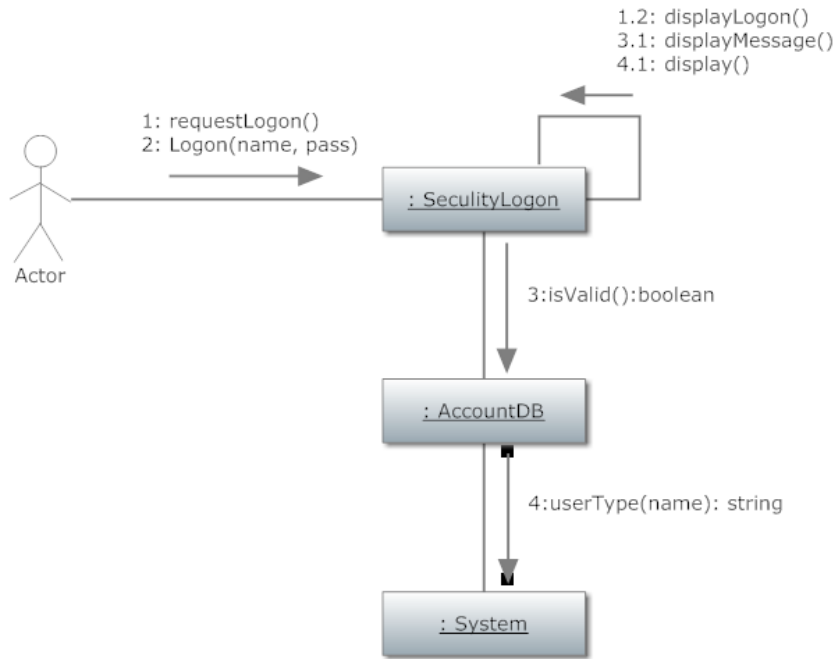 1.2: displayLogon()
3.1: displayMessage()
4.1: display()
1: requestLogon()
2: Logon(name, pass)
: SeculityLogon
Actor
3:isValid():boolean
: AccountDB
4:userType(name): string
: System